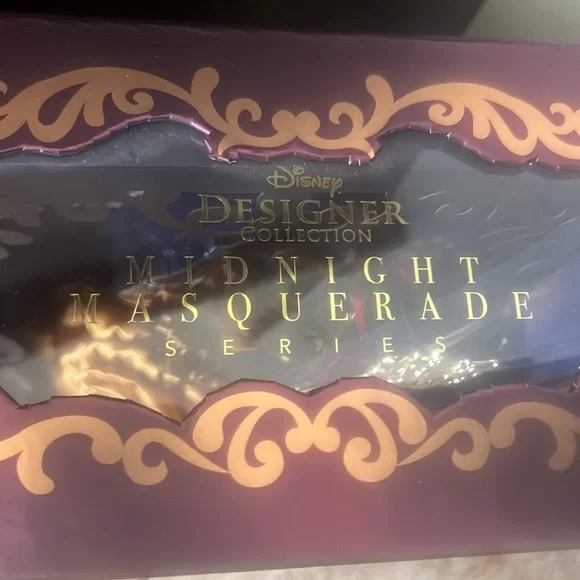 Disney
DESIGNER
COLLECTION
MIDNIGHT
MASQUERADE
SERIES